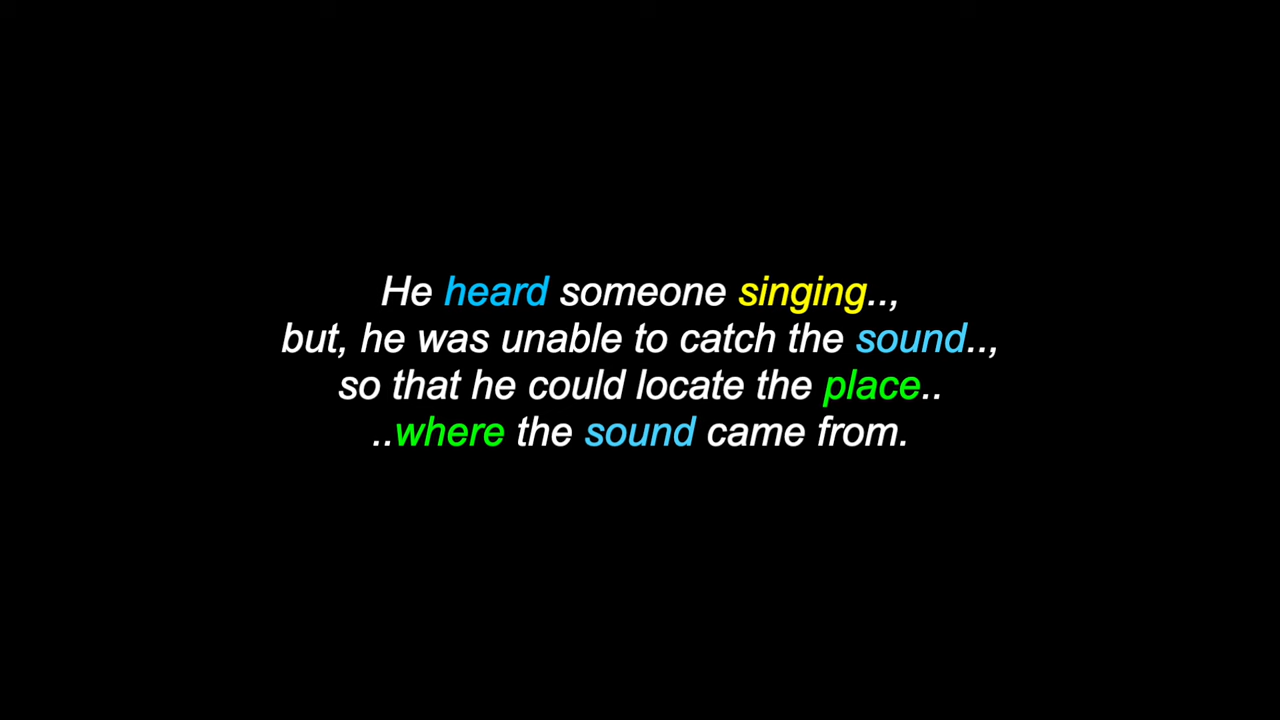 He heard someone singing..,
but, he was unable to catch the sound..,
so that he could locate the place..
..where the sound came from.